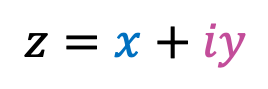 z = x + iy